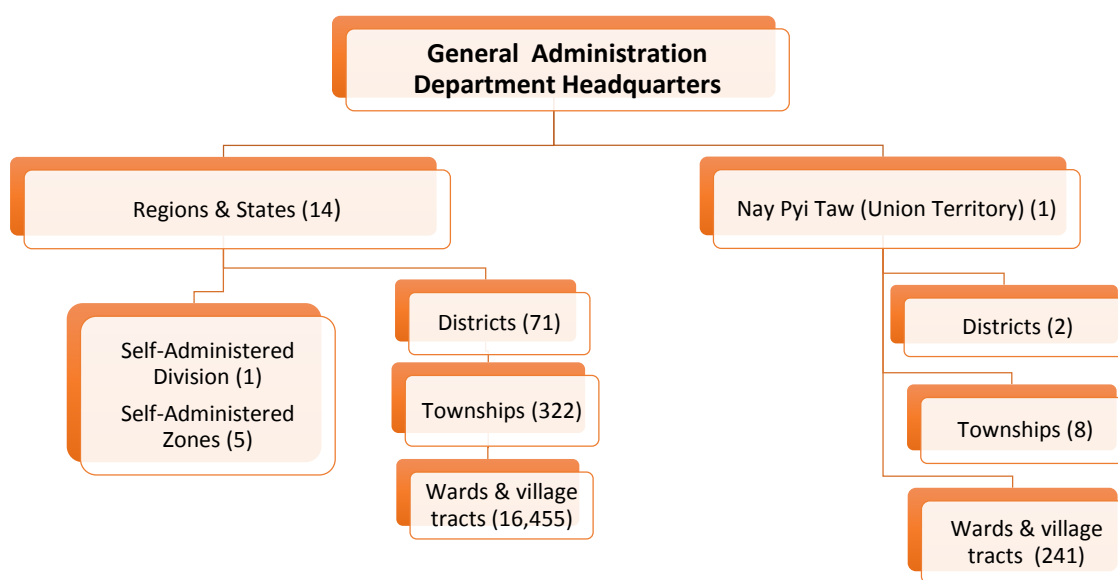 General Administration
Department Headquarters
Regions & States (14)
Nay Pyi Taw (Union Territory) (1)
Self-Administered
Division (1)
Self-Administered
Zones (5)
Districts (71)
Townships (322)
Wards & village
tracts (16,455)
Districts (2)
Townships (8)
Wards & village
tracts (241)